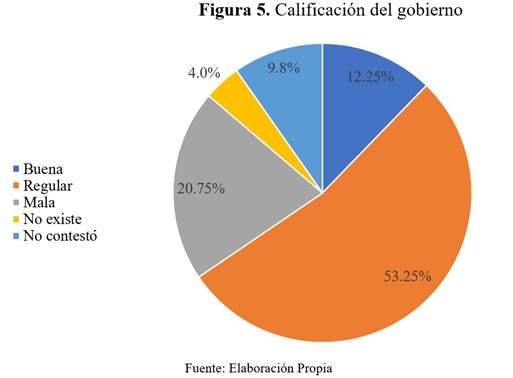 Figura 5. Calificación del gobierno
4.0%
9.8%
12.25%
20.75%
53.25%
Buena
Regular
Mala
No existe
No contestó
Fuente: Elaboración Propia